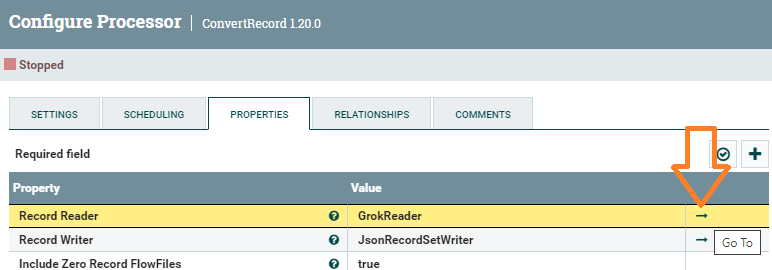 Configure Processor | ConvertRecord 1.20.0
Stopped
SETTINGS SCHEDULING PROPERTIES RELATIONSHIPS COMMENTS
Required field
Property Value
Record Reader GrokReader
Record Writer JsonRecordSetWriter
Go To
Include Zero Record FlowFiles true